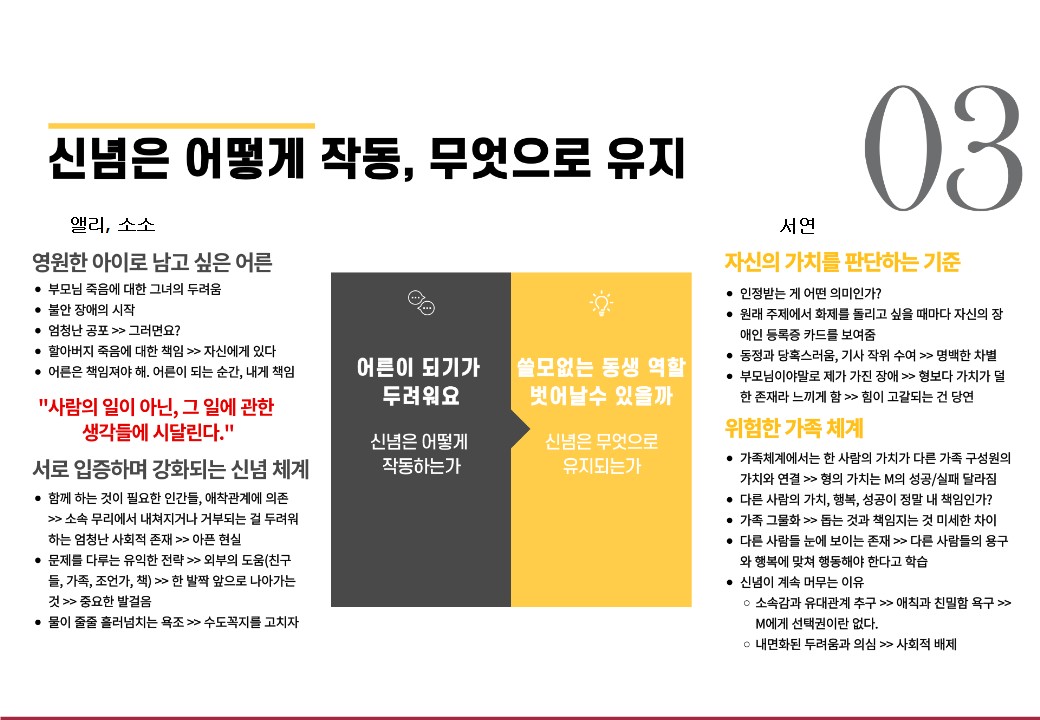 03
신념은 어떻게 작동, 무엇으로 유지
앨리, 소소
영원한 아이로 남고 싶은 어른
• 부모님 죽음에 대한 그녀의 두려움
• 불안 장애의 시작
• 엄청난 공포 >> 그러면요?
• 할아버지 죽음에 대한 책임 >> 자신에게 있다
• 어른은 책임져야 해. 어른이 되는 순간, 내게 책임
"사람의 일이 아닌, 그 일에 관한
생각들에 시달린다."
서로 입증하며 강화되는 신념 체계
• 함께 하는 것이 필요한 인간들, 애착관계에 의존
>> 소속 무리에서 내쳐지거나 거부되는 걸 두려워
하는 엄청난 사회적 존재 >> 아픈 현실
• 문제를 다루는 유익한 전략 >> 외부의 도움(친구
들, 가족, 조언가, 책) >> 한 발짝 앞으로 나아가는
것 >> 중요한 발걸음
• 물이 줄줄 흘러넘치는 욕조 >> 수도꼭지를 고치자
어른이 되기가
두려워요
신념은 어떻게
작동하는가
쓸모없는 동생 역할
벗어날수 있을까
신념은 무엇으로
유지되는가
서연
자신의 가치를 판단하는 기준
• 인정받는 게 어떤 의미인가?
• 원래 주제에서 화제를 돌리고 싶을 때마다 자신의 장
애인 등록증 카드를 보여줌
• 동정과 당혹스러움, 기사 작위 수여 >> 명백한 차별
• 부모님이야말로 제가 가진 장애 >> 형보다 가치가 덜
한 존재라 느끼게 함 >> 힘이 고갈되는 건 당연
위험한 가족 체계
• 가족체계에서는 한 사람의 가치가 다른 가족 구성원의
가치와 연결 >> 형의 가치는 M의 성공/실패 달라짐
• 다른 사람의 가치, 행복, 성공이 정말 내 책임인가?
• 가족 그물화 >> 돕는 것과 책임지는 것 미세한 차이
• 다른 사람들 눈에 보이는 존재 >> 다른 사람들의 욕구
와 행복에 맞춰 행동해야 한다고 학습
• 신념이 계속 머무는 이유
○ 소속감과 유대관계 추구 >> 애칙과 친밀함 욕구 >>
M에게 선택권이란 없다.
○ 내면화된 두려움과 의심 >> 사회적 배제